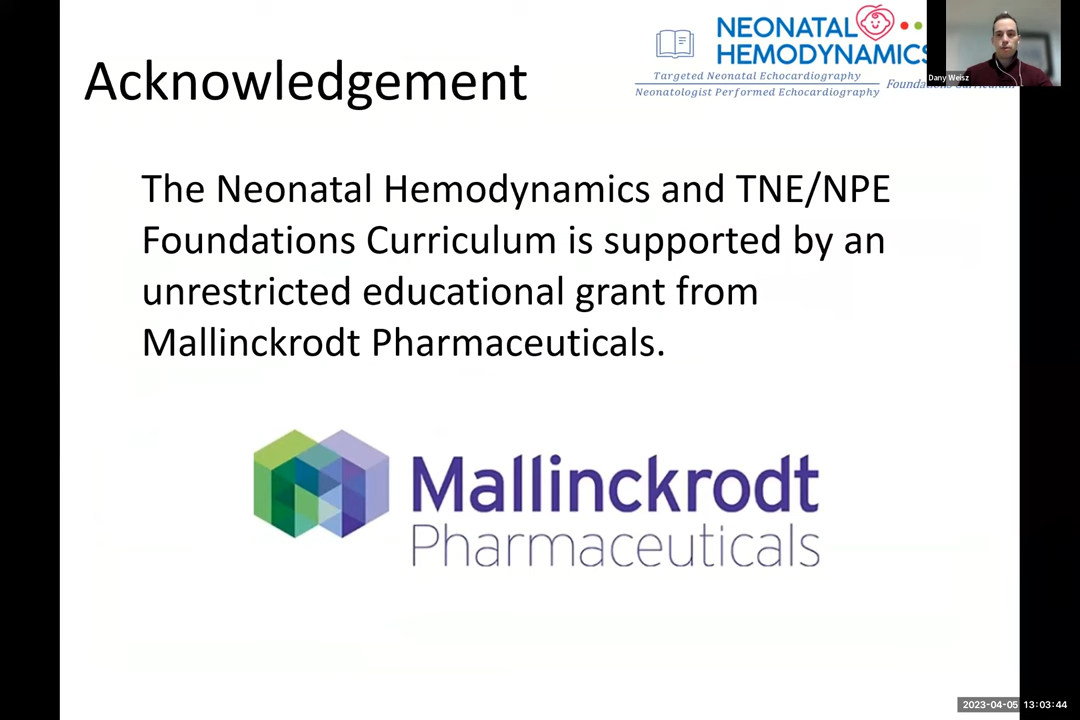 Acknowledgement
NEONATAL
HEMODYNAMICS
Targeted Neonatal Echocardiography
Neonatologist Performed Echocardiography
Foundations Curriculum
Dany Weisz
The Neonatal Hemodynamics and TNE/NPE
Foundations Curriculum is supported by an
unrestricted educational grant from
Mallinckrodt Pharmaceuticals.
Mallinckrodt
Pharmaceuticals
2023-04-05 13:03:44